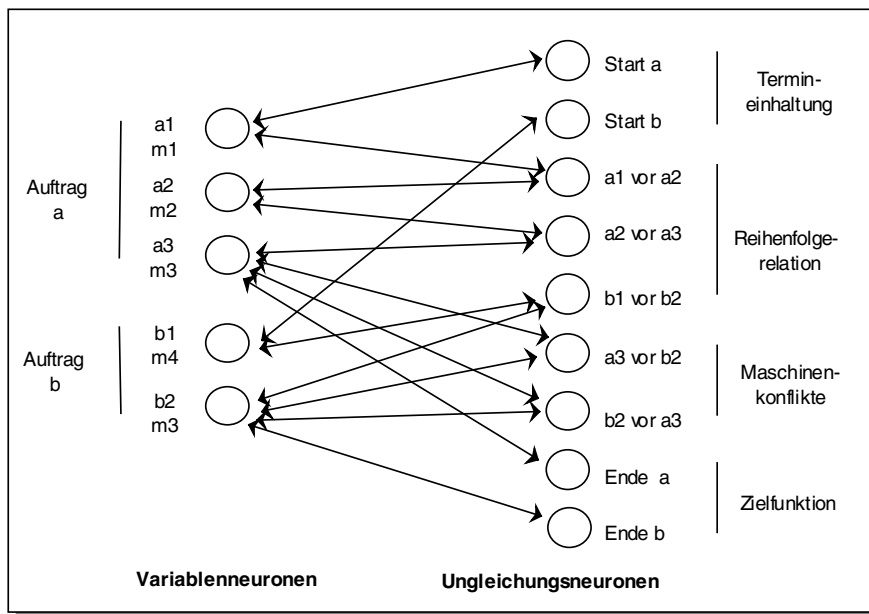 Auftrag
a
a1
m1
a2
m2
a3
m3
Auftrag
b
b1
m4
b2
m3
Variablenneuronen
Start a
Start b
a1 vor a2
a2 vor a3
b1 vor b2
a3 vor b2
b2 vor a3
Ende a
Ende b
Ungleichungsneuronen
Termin-
einhaltung
Reihenfolge-
relation
Maschinen-
konflikte
Zielfunktion